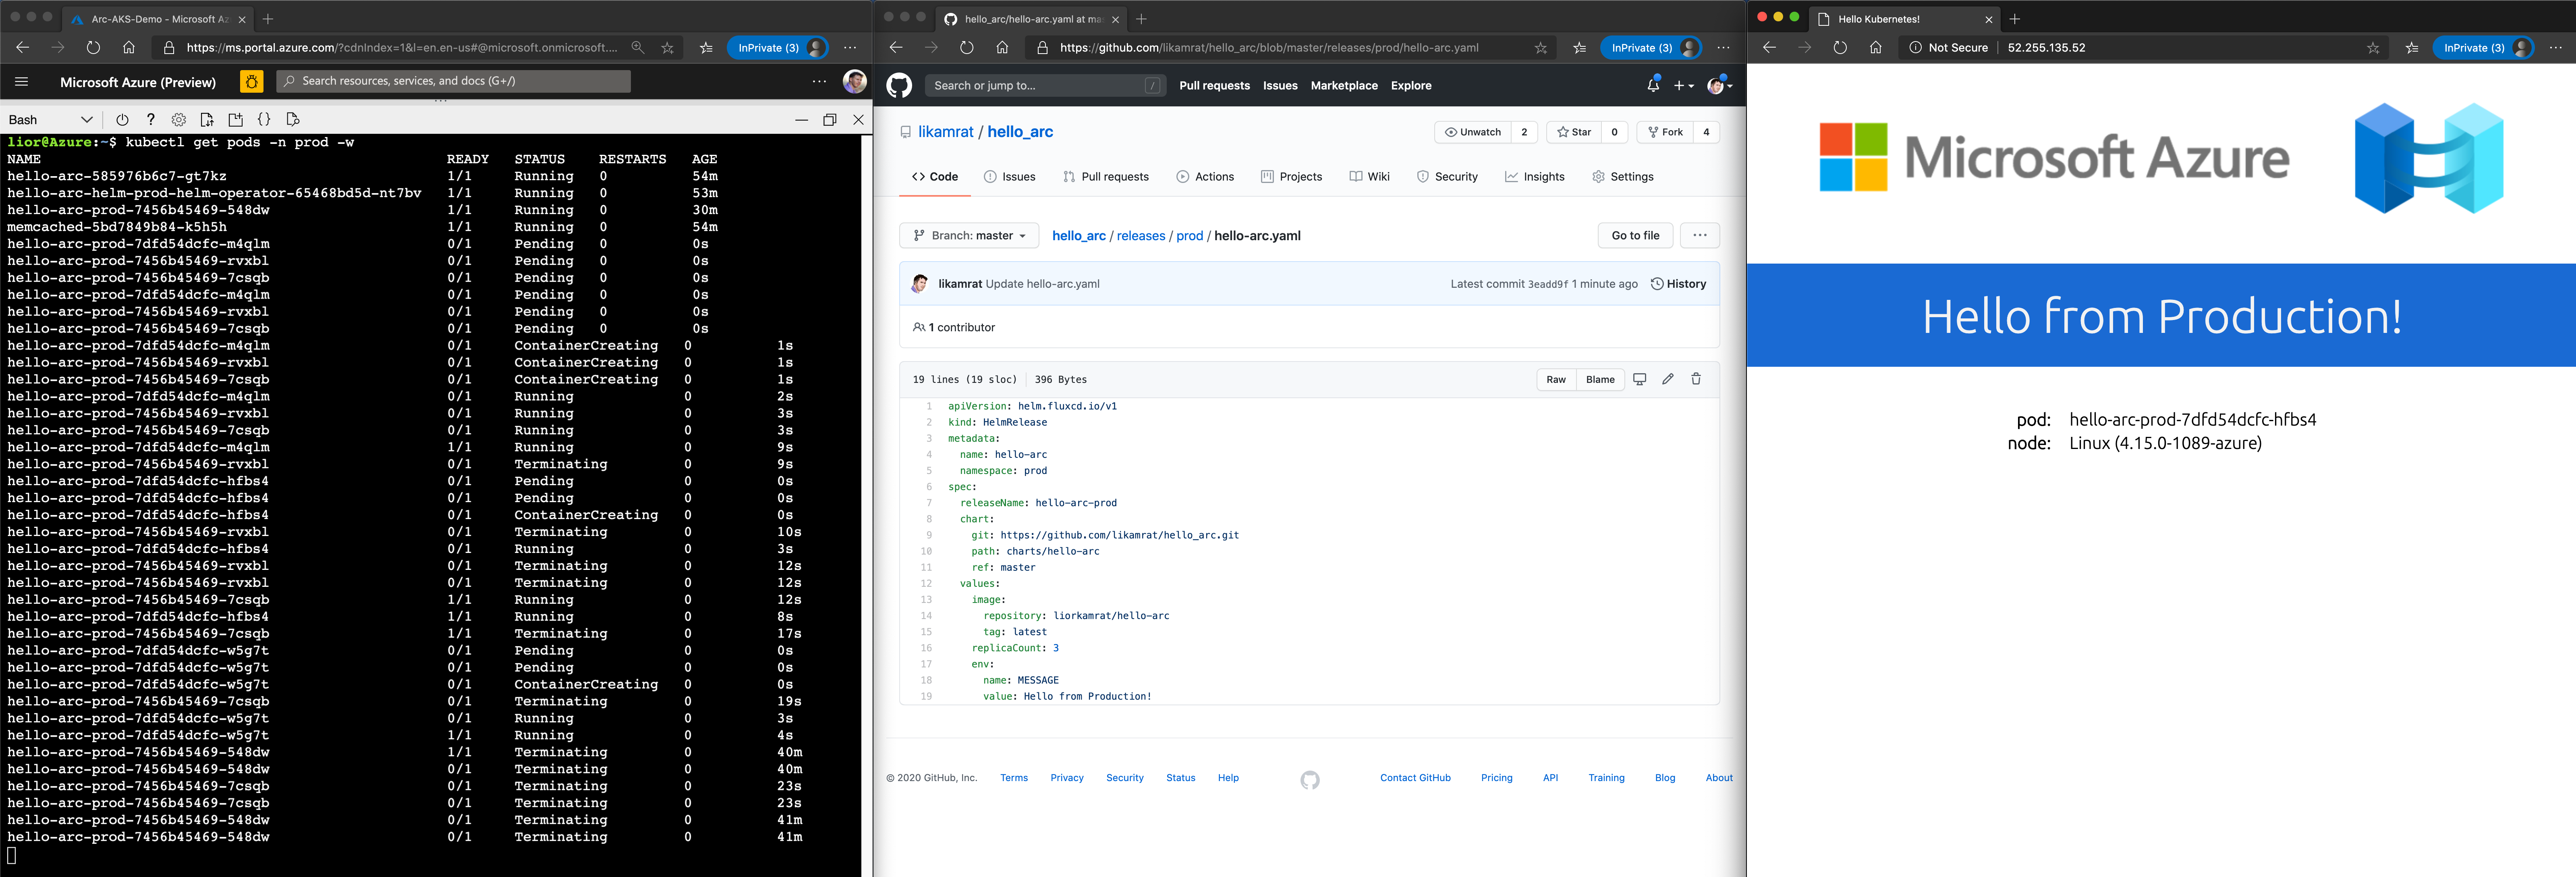 Arc-AKS-Demo - Microsoft Az
https://ms.portal.azure.com/?cdnIndex=1&l=en.en-us#@microsoft.onmicrosoft....
InPrivate (3)
Microsoft Azure (Preview)
Search resources, services, and docs (G+/)
Bash
lior@Azure:~$ kubectl get pods -n prod -w
NAME READY STATUS RESTARTS AGE
hello-arc-585976b6c7-gt7kz 1/1 Running 0 54m
hello-arc-helm-prod-helm-operator-65468bd5d-nt7bv 1/1 Running 0 53m
hello-arc-prod-7456b45469-548dw 1/1 Running 0 30m
memcached-5bd7849b84-k5h5h 1/1 Running 0 54m
hello-arc-prod-7dfd54dcfc-m4qlm 0/1 Pending 0 0s
hello-arc-prod-7456b45469-rvxbl 0/1 Pending 0 0s
hello-arc-prod-7456b45469-7csqb 0/1 Pending 0 0s
hello-arc-prod-7dfd54dcfc-m4qlm 0/1 Pending 0 0s
hello-arc-prod-7456b45469-rvxbl 0/1 Pending 0 0s
hello-arc-prod-7456b45469-7csqb 0/1 Pending 0 0s
hello-arc-prod-7dfd54dcfc-m4qlm 0/1 ContainerCreating 0 1s
hello-arc-prod-7456b45469-rvxbl 0/1 ContainerCreating 0 1s
hello-arc-prod-7456b45469-7csqb 0/1 ContainerCreating 0 1s
hello-arc-prod-7dfd54dcfc-m4qlm 0/1 Running 0 2s
hello-arc-prod-7456b45469-rvxbl 0/1 Running 0 3s
hello-arc-prod-7456b45469-7csqb 0/1 Running 0 3s
hello-arc-prod-7dfd54dcfc-m4qlm 1/1 Running 0 9s
hello-arc-prod-7456b45469-rvxbl 0/1 Terminating 0 9s
hello-arc-prod-7dfd54dcfc-hfbs4 0/1 Pending 0 0s
hello-arc-prod-7dfd54dcfc-hfbs4 0/1 Pending 0 0s
hello-arc-prod-7dfd54dcfc-hfbs4 0/1 ContainerCreating 0 0s
hello-arc-prod-7456b45469-rvxbl 0/1 Terminating 0 10s
hello-arc-prod-7dfd54dcfc-hfbs4 0/1 Running 0 3s
hello-arc-prod-7456b45469-rvxbl 0/1 Terminating 0 12s
hello-arc-prod-7456b45469-rvxbl 0/1 Terminating 0 12s
hello-arc-prod-7456b45469-7csqb 1/1 Running 0 12s
hello-arc-prod-7dfd54dcfc-hfbs4 1/1 Running 0 8s
hello-arc-prod-7456b45469-7csqb 1/1 Terminating 0 17s
hello-arc-prod-7dfd54dcfc-w5g7t 0/1 Pending 0 0s
hello-arc-prod-7dfd54dcfc-w5g7t 0/1 Pending 0 0s
hello-arc-prod-7dfd54dcfc-w5g7t 0/1 ContainerCreating 0 0s
hello-arc-prod-7456b45469-7csqb 0/1 Terminating 0 19s
hello-arc-prod-7dfd54dcfc-w5g7t 0/1 Running 0 3s
hello-arc-prod-7dfd54dcfc-w5g7t 1/1 Running 0 4s
hello-arc-prod-7456b45469-548dw 1/1 Terminating 0 40m
hello-arc-prod-7456b45469-548dw 0/1 Terminating 0 40m
hello-arc-prod-7456b45469-7csqb 0/1 Terminating 0 23s
hello-arc-prod-7456b45469-7csqb 0/1 Terminating 0 23s
hello-arc-prod-7456b45469-548dw 0/1 Terminating 0 41m
hello-arc-prod-7456b45469-548dw 0/1 Terminating 0 41m
hello_arc/hello-arc.yaml at mas
https://github.com/likamrat/hello_arc/blob/master/releases/prod/hello-arc.yaml
InPrivate (3)
Search or jump to... /
Pull requests Issues Marketplace Explore
likamrat / hello_arc
Unwatch 2 Star 0 Fork 4
Code Issues Pull requests Actions Projects Wiki Security Insights Settings
Branch: master hello_arc / releases / prod / hello-arc.yaml Go to file ...
likamrat Update hello-arc.yaml Latest commit 3eadd9f 1 minute ago History
1 contributor
19 lines (19 sloc) 396 Bytes Raw Blame
1 apiVersion: helm.fluxcd.io/v1
2 kind: HelmRelease
3 metadata:
4 name: hello-arc
5 namespace: prod
6 spec:
7 releaseName: hello-arc-prod
8 chart:
9 git: https://github.com/likamrat/hello_arc.git
10 path: charts/hello-arc
11 ref: master
12 values:
13 image:
14 repository: liorkamrat/hello-arc
15 tag: latest
16 replicaCount: 3
17 env:
18 name: MESSAGE
19 value: Hello from Production!
© 2020 GitHub, Inc. Terms Privacy Security Status Help Contact GitHub Pricing API Training Blog About
Hello Kubernetes!
Not Secure 52.255.135.52
InPrivate (3)
Microsoft Azure
Hello from Production!
pod: hello-arc-prod-7dfd54dcfc-hfbs4
node: Linux (4.15.0-1089-azure)